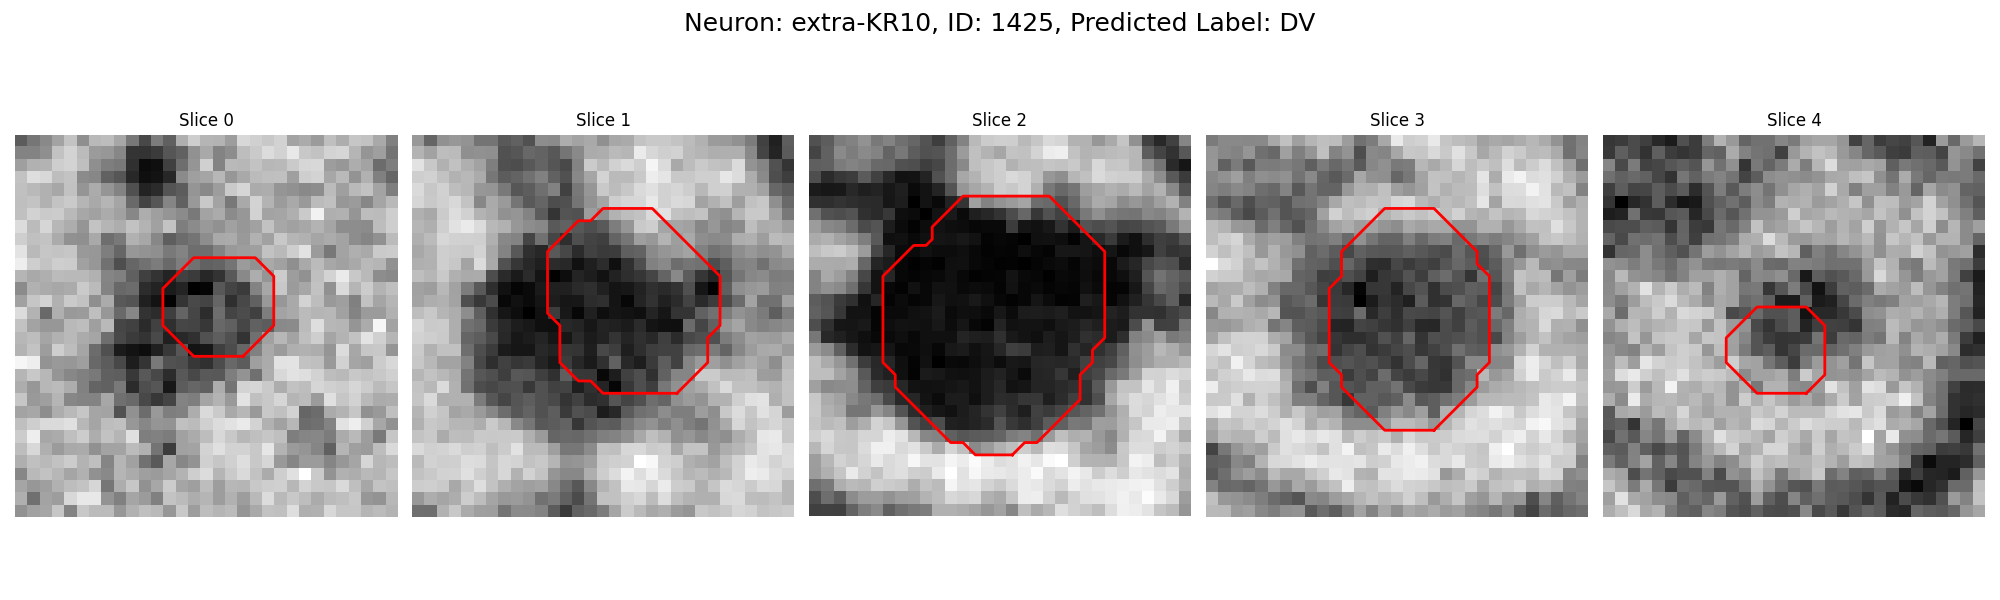 Neuron: extra-KR10, ID: 1425, Predicted Label: DV
Slice 0
Slice 1
Slice 2
Slice 3
Slice 4